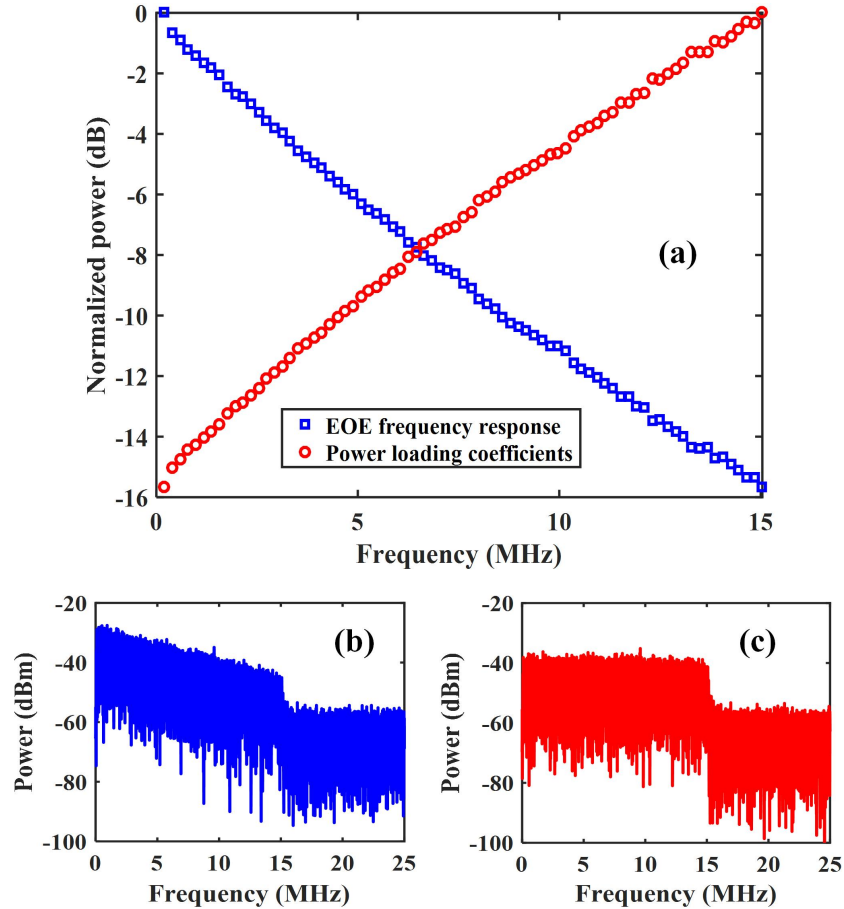 0
-2
-4
-6
-8
-10
-12
-14
-16
Normalized power (dB)
(a)
EOE frequency response
Power loading coefficients
0 5 10 15
Frequency (MHz)
-20
-40
-60
-80
-100
Power (dBm)
(b)
0 5 10 15 20 25
Frequency (MHz)
-20
-40
-60
-80
-100
Power (dBm)
(c)
0 5 10 15 20 25
Frequency (MHz)